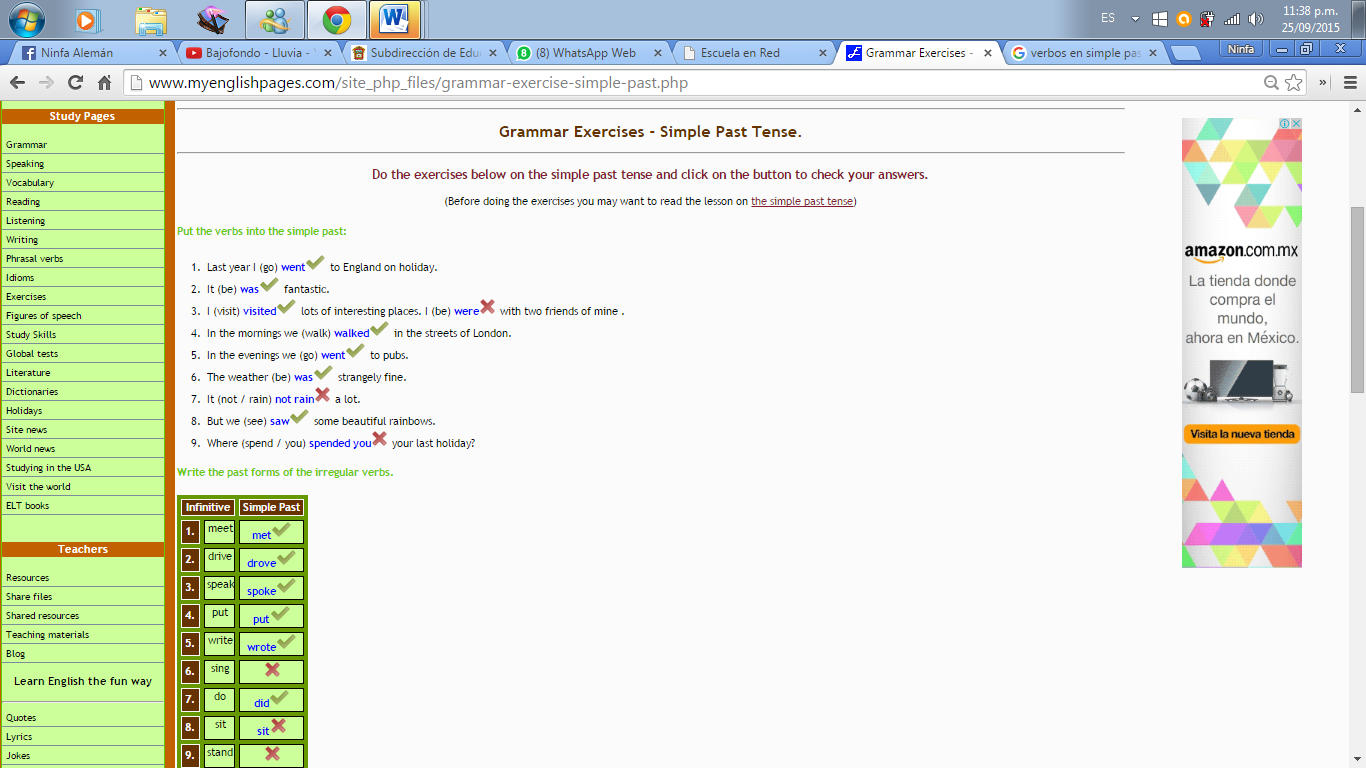 ES
11:38 p.m.
25/09/2015
Ninfa Alemán
Bajofondo - Lluvia -
Subdirección de Edu
(8) WhatsApp Web
Escuela en Red
Grammar Exercises -
verbos en simple pas
Ninfa
www.myenglishpages.com/site_php_files/grammar-exercise-simple-past.php
Study Pages
Grammar
Speaking
Vocabulary
Reading
Listening
Writing
Phrasal verbs
Idioms
Exercises
Figures of speech
Study Skills
Global tests
Literature
Dictionaries
Holidays
Site news
World news
Studying in the USA
Visit the world
ELT books
Teachers
Resources
Share files
Shared resources
Teaching materials
Blog
Learn English the fun way
Quotes
Lyrics
Jokes
Grammar Exercises - Simple Past Tense.
Do the exercises below on the simple past tense and click on the button to check your answers.
(Before doing the exercises you may want to read the lesson on the simple past tense)
Put the verbs into the simple past:
1. Last year I (go) went to England on holiday.
2. It (be) was fantastic.
3. I (visit) visited lots of interesting places. I (be) were with two friends of mine .
4. In the mornings we (walk) walked in the streets of London.
5. In the evenings we (go) went to pubs.
6. The weather (be) was strangely fine.
7. It (not / rain) not rain a lot.
8. But we (see) saw some beautiful rainbows.
9. Where (spend / you) spended you your last holiday?
Write the past forms of the irregular verbs.
Infinitive Simple Past
1. meet met
2. drive drove
3. speak spoke
4. put put
5. write wrote
6. sing
7. do did
8. sit sit
9. stand
amazon.com.mx
La tienda donde
compra el
mundo,
ahora en México.
Visita la nueva tienda